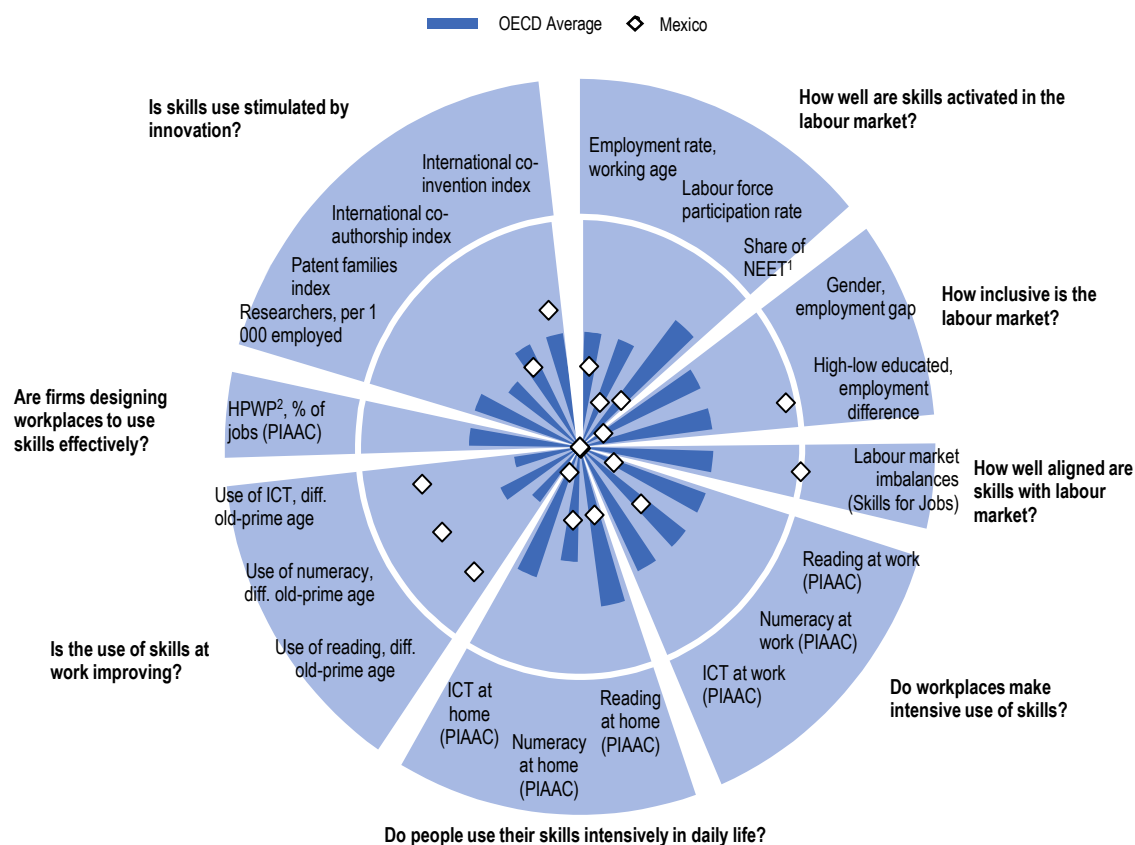 OECD Average
Mexico
Is skills use stimulated by
innovation?
How well are skills activated in the
labour market?
International co-
invention index
International co-
authorship index
Patent families
index
Researchers, per 1
000 employed
Employment rate,
working age
Labour force
participation rate
Share of
NEET¹
Gender,
employment gap
How inclusive is the
labour market?
High-low educated,
employment
difference
Are firms designing
workplaces to use
skills effectively?
HPWP², % of
jobs (PIAAC)
Labour market
imbalances
(Skills for Jobs)
How well aligned are
skills with labour
market?
Use of ICT, diff.
old-prime age
Use of numeracy,
diff. old-prime age
Use of reading, diff.
old-prime age
Is the use of skills at
work improving?
Reading at work
(PIAAC)
Numeracy at
work (PIAAC)
ICT at work
(PIAAC)
Do workplaces make
intensive use of skills?
ICT at
home
(PIAAC)
Numeracy
at home
(PIAAC)
Reading
at home
(PIAAC)
Do people use their skills intensively in daily life?